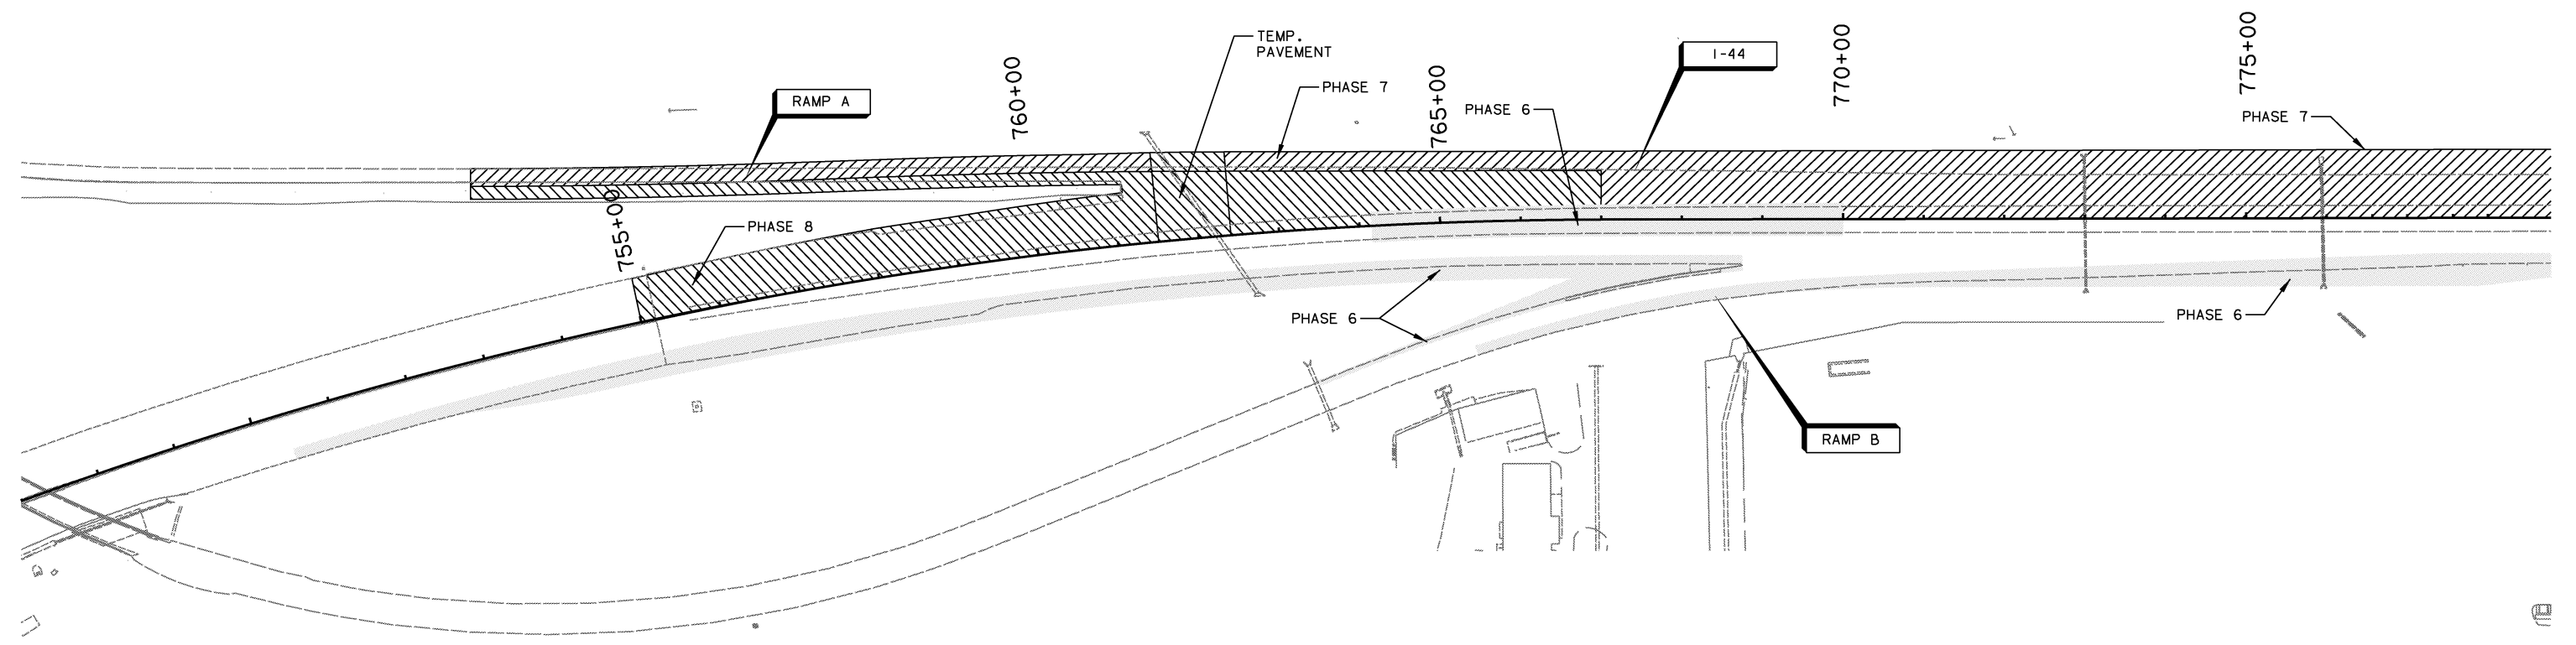 TEMP.
PAVEMENT
I-44
PHASE 7
RAMP A
PHASE 6
760+00
765+00
770+00
775+00
PHASE 7
755+00
PHASE 8
PHASE 6
PHASE 6
RAMP B